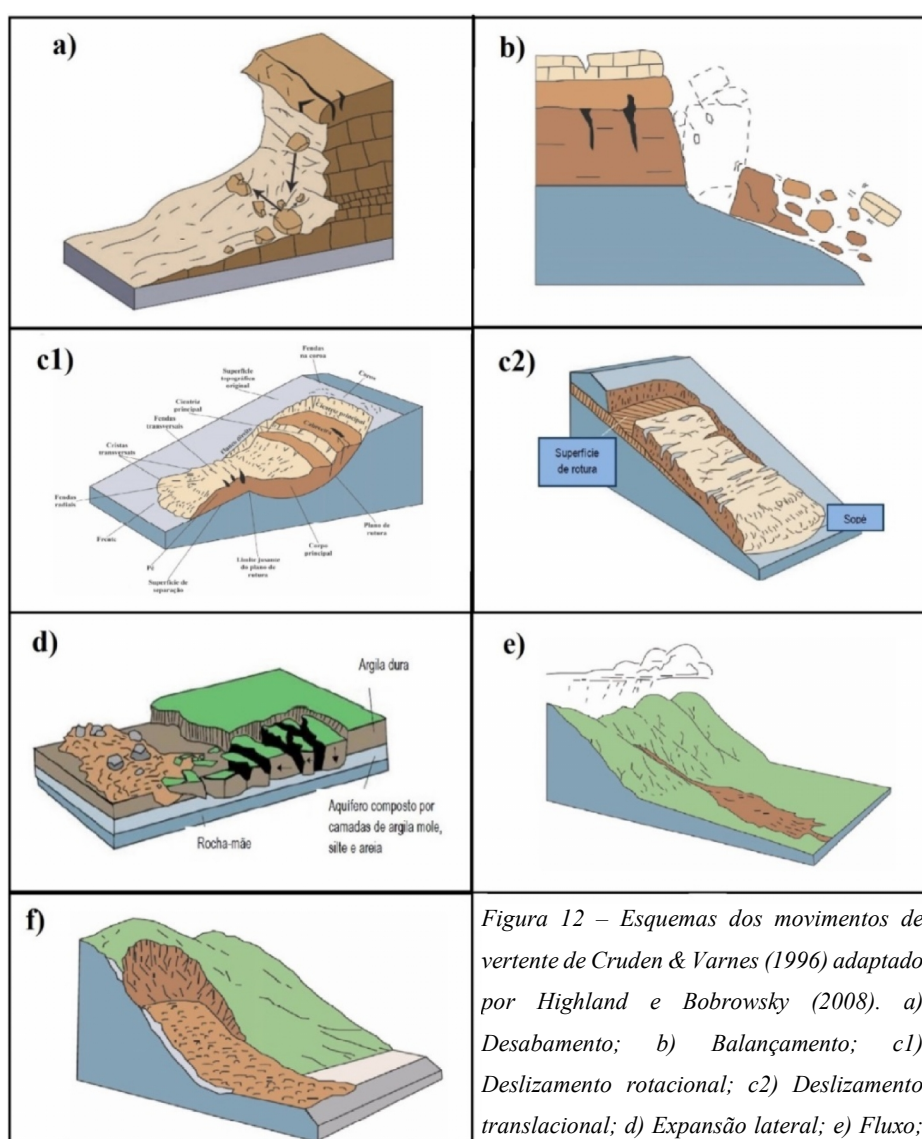 a)
b)
c1)
Fendas
na coroa
Coroa
Superfície
topográfica
original
Cicatriz
principal
Fendas
transversais
Cristas
transversais
Fendas
radiais
Frente
Pé
Superfície de
separação
Limite jusante
do plano de
rotura
Corpo
principal
Plano de
rotura
c2)
Superfície
de rotura
Sopé
d)
Argila dura
Aquífero composto por
camadas de argila mole,
silte e areia
Rocha-mãe
e)
f)
Figura 12 – Esquemas dos movimentos de
vertente de Cruden & Varnes (1996) adaptado
por Highland e Bobrowsky (2008). a)
Desabamento; b) Balançamento; c1)
Deslizamento rotacional; c2) Deslizamento
translacional; d) Expansão lateral; e) Fluxo;